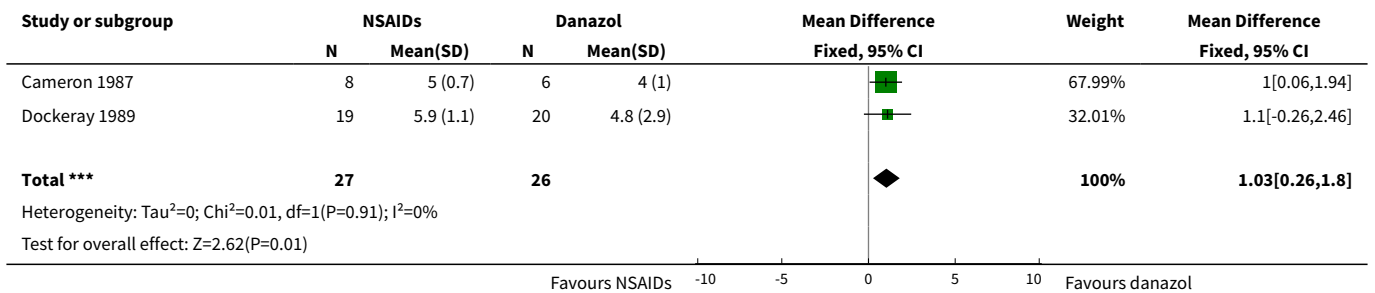 Study or subgroup NSAIDs Danazol Mean Difference Weight Mean Difference
N Mean(SD) N Mean(SD) Fixed, 95% CI Fixed, 95% CI
Cameron 1987 8 5 (0.7) 6 4 (1) 67.99% 1[0.06,1.94]
Dockeray 1989 19 5.9 (1.1) 20 4.8 (2.9) 32.01% 1.1[-0.26,2.46]
Total *** 27 26 100% 1.03[0.26,1.8]
Heterogeneity: Tau²=0; Chi²=0.01, df=1(P=0.91); I²=0%
Test for overall effect: Z=2.62(P=0.01)
Favours NSAIDs -10 -5 0 5 10 Favours danazol